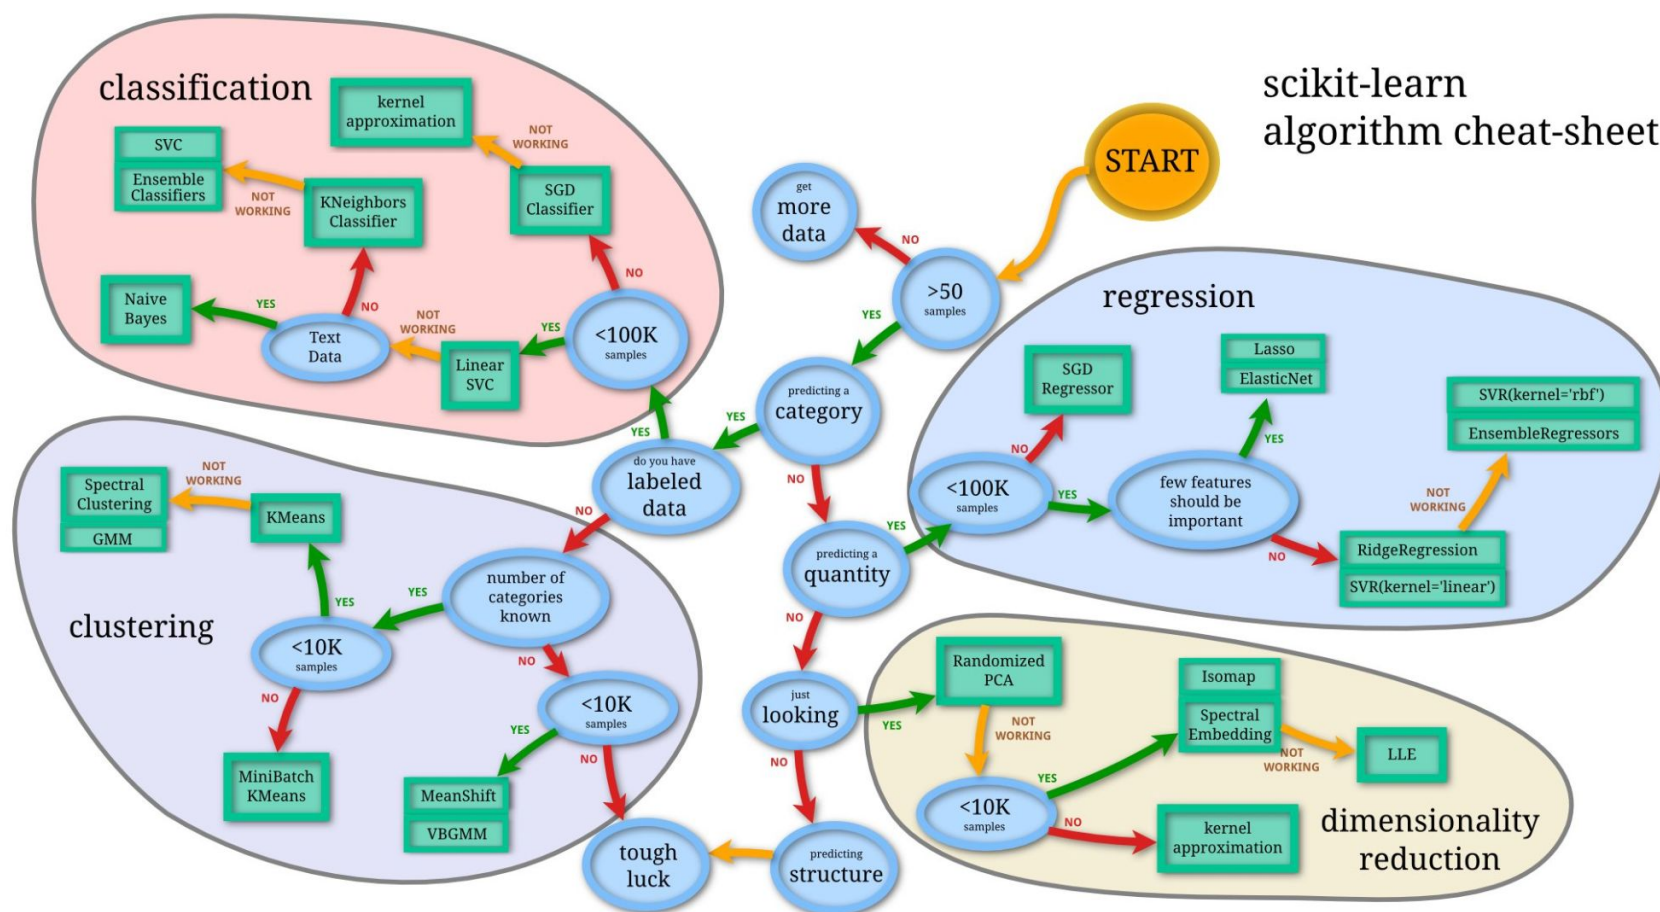 scikit-learn
algorithm cheat-sheet
START
get
more
data
NO
>50
samples
YES
predicting a
category
YES
NO
do you have
labeled
data
YES
NO
predicting a
quantity
YES
NO
just
looking
YES
NO
predicting
structure
tough
luck
classification
kernel
approximation
NOT
WORKING
SVC
Ensemble
Classifiers
NOT
WORKING
KNeighbors
Classifier
SGD
Classifier
NO
Naive
Bayes
YES
NO
Text
Data
NOT
WORKING
Linear
SVC
YES
<100K
samples
regression
SGD
Regressor
NO
Lasso
ElasticNet
YES
SVR(kernel='rbf')
EnsembleRegressors
NOT
WORKING
<100K
samples
YES
few features
should be
important
NO
RidgeRegression
SVR(kernel='linear')
clustering
Spectral
Clustering
GMM
NOT
WORKING
KMeans
YES
<10K
samples
YES
number of
categories
known
NO
NO
MiniBatch
KMeans
<10K
samples
YES
NO
MeanShift
VBGMM
dimensionality
reduction
Randomized
PCA
NOT
WORKING
Isomap
Spectral
Embedding
NOT
WORKING
LLE
<10K
samples
YES
NO
kernel
approximation